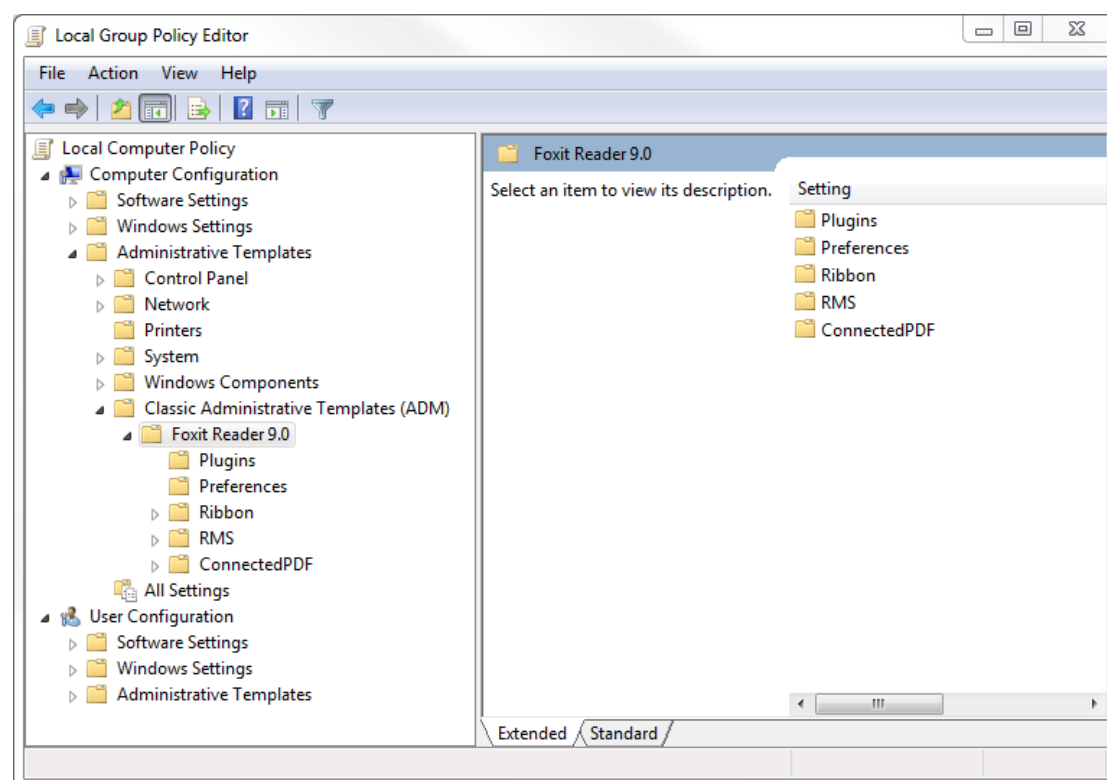 Local Group Policy Editor
File Action View Help
Local Computer Policy
Computer Configuration
Software Settings
Windows Settings
Administrative Templates
Control Panel
Network
Printers
System
Windows Components
Classic Administrative Templates (ADM)
Foxit Reader 9.0
Plugins
Preferences
Ribbon
RMS
ConnectedPDF
All Settings
User Configuration
Software Settings
Windows Settings
Administrative Templates
Foxit Reader 9.0
Select an item to view its description.
Setting
Plugins
Preferences
Ribbon
RMS
ConnectedPDF
Extended Standard